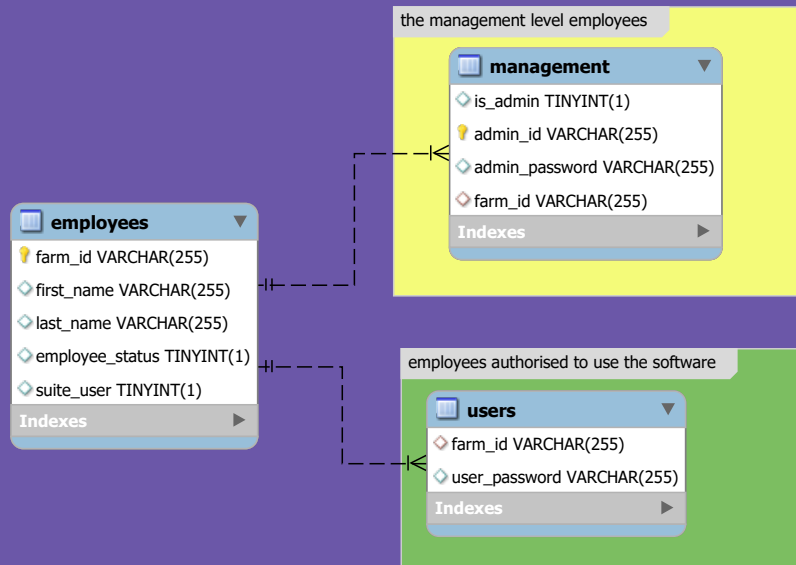 the management level employees
management
is_admin TINYINT(1)
admin_id VARCHAR(255)
admin_password VARCHAR(255)
farm_id VARCHAR(255)
Indexes
employees
farm_id VARCHAR(255)
first_name VARCHAR(255)
last_name VARCHAR(255)
employee_status TINYINT(1)
suite_user TINYINT(1)
Indexes
employees authorised to use the software
users
farm_id VARCHAR(255)
user_password VARCHAR(255)
Indexes